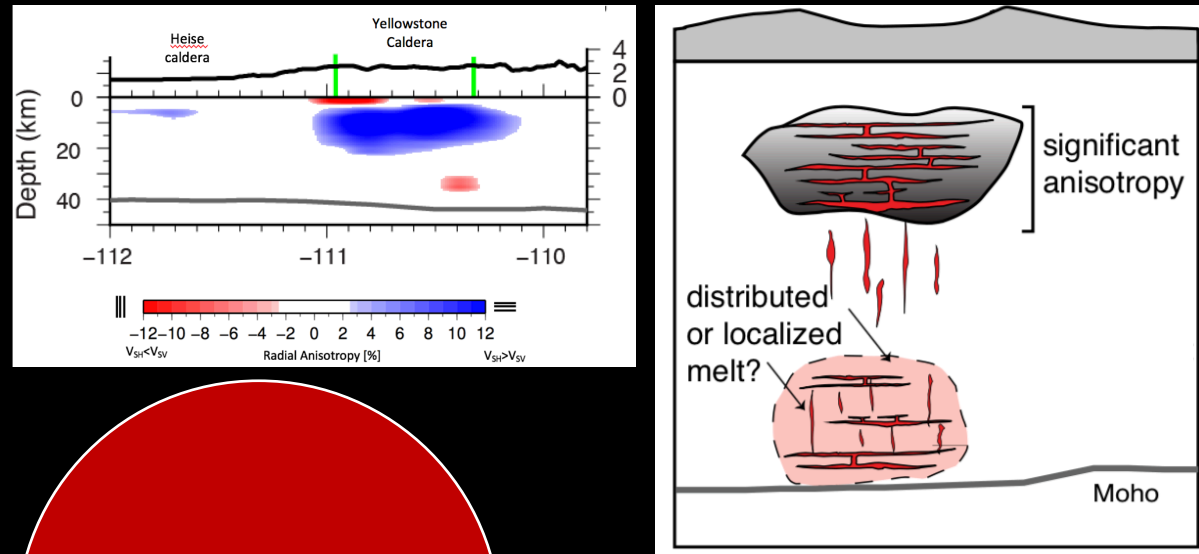 Heise
caldera
Yellowstone
Caldera
4
2
0
0
20
40
Depth (km)
−112
−111
−110
−12−10 −8 −6 −4 −2 0 2 4 6 8 10 12
VSH<VSV
Radial Anisotropy [%]
VSH>VSV
significant
anisotropy
distributed
or localized
melt?
Moho